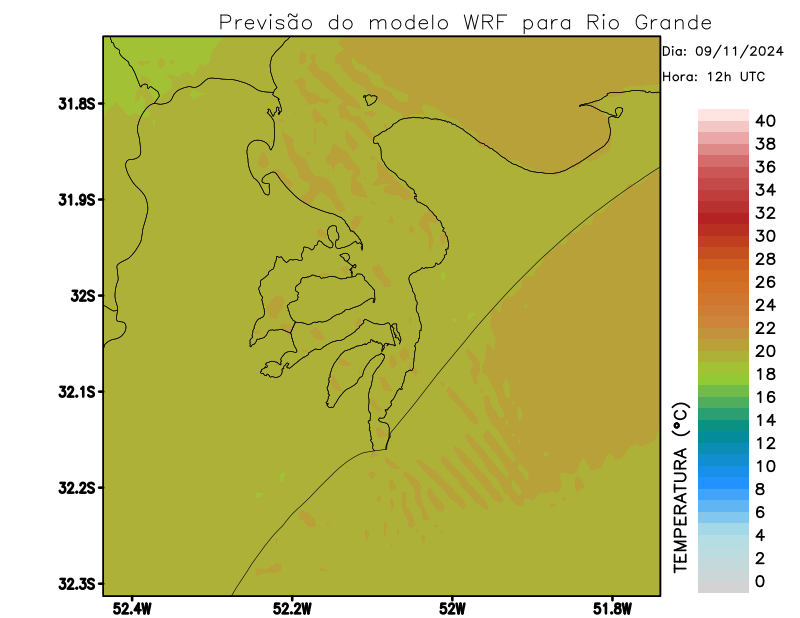 Previsão do modelo WRF para Rio Grande
Dia: 09/11/2024
Hora: 12h UTC
31.8S
31.9S
32S
32.1S
32.2S
32.3S
52.4W
52.2W
52W
51.8W
TEMPERATURA (°C)
40
38
36
34
32
30
28
26
24
22
20
18
16
14
12
10
8
6
4
2
0